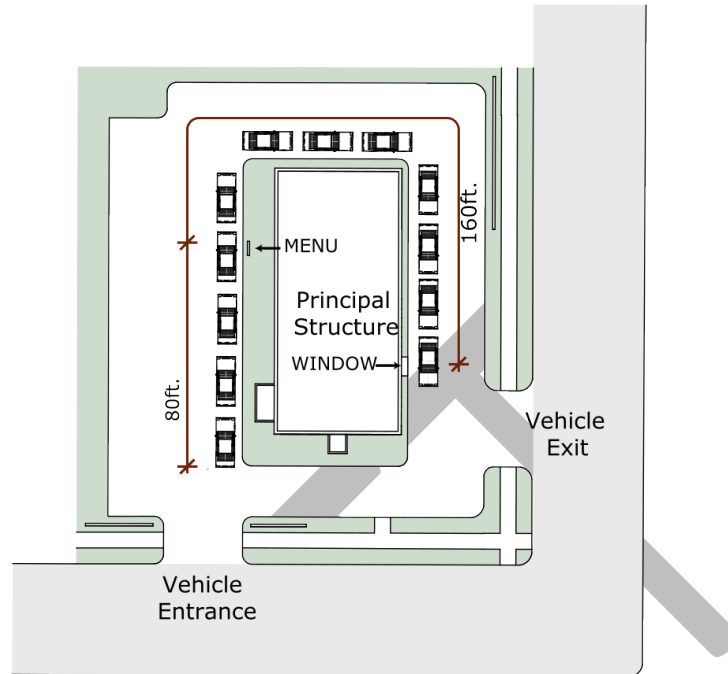 160ft.
MENU
Principal
Structure
WINDOW
80ft.
Vehicle
Exit
Vehicle
Entrance